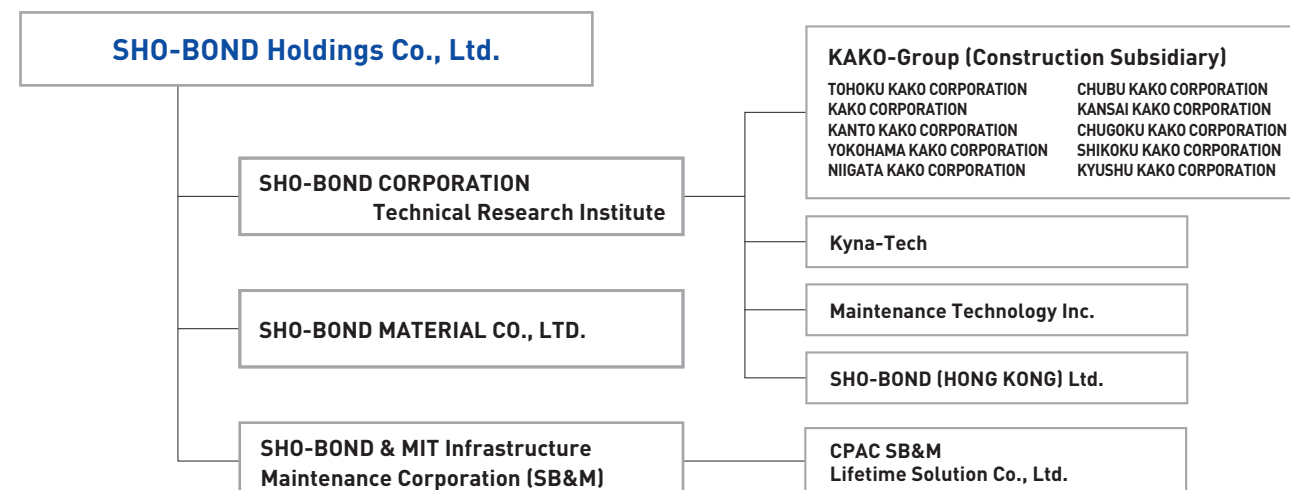 SHO-BOND Holdings Co., Ltd.
SHO-BOND CORPORATION
Technical Research Institute
SHO-BOND MATERIAL CO., LTD.
SHO-BOND & MIT Infrastructure
Maintenance Corporation (SB&M)
KAKO-Group (Construction Subsidiary)
TOHOKU KAKO CORPORATION
KAKO CORPORATION
KANTO KAKO CORPORATION
YOKOHAMA KAKO CORPORATION
NIIGATA KAKO CORPORATION
CHUBU KAKO CORPORATION
KANSAI KAKO CORPORATION
CHUGOKU KAKO CORPORATION
SHIKOKU KAKO CORPORATION
KYUSHU KAKO CORPORATION
Kyna-Tech
Maintenance Technology Inc.
SHO-BOND (HONG KONG) Ltd.
CPAC SB&M
Lifetime Solution Co., Ltd.